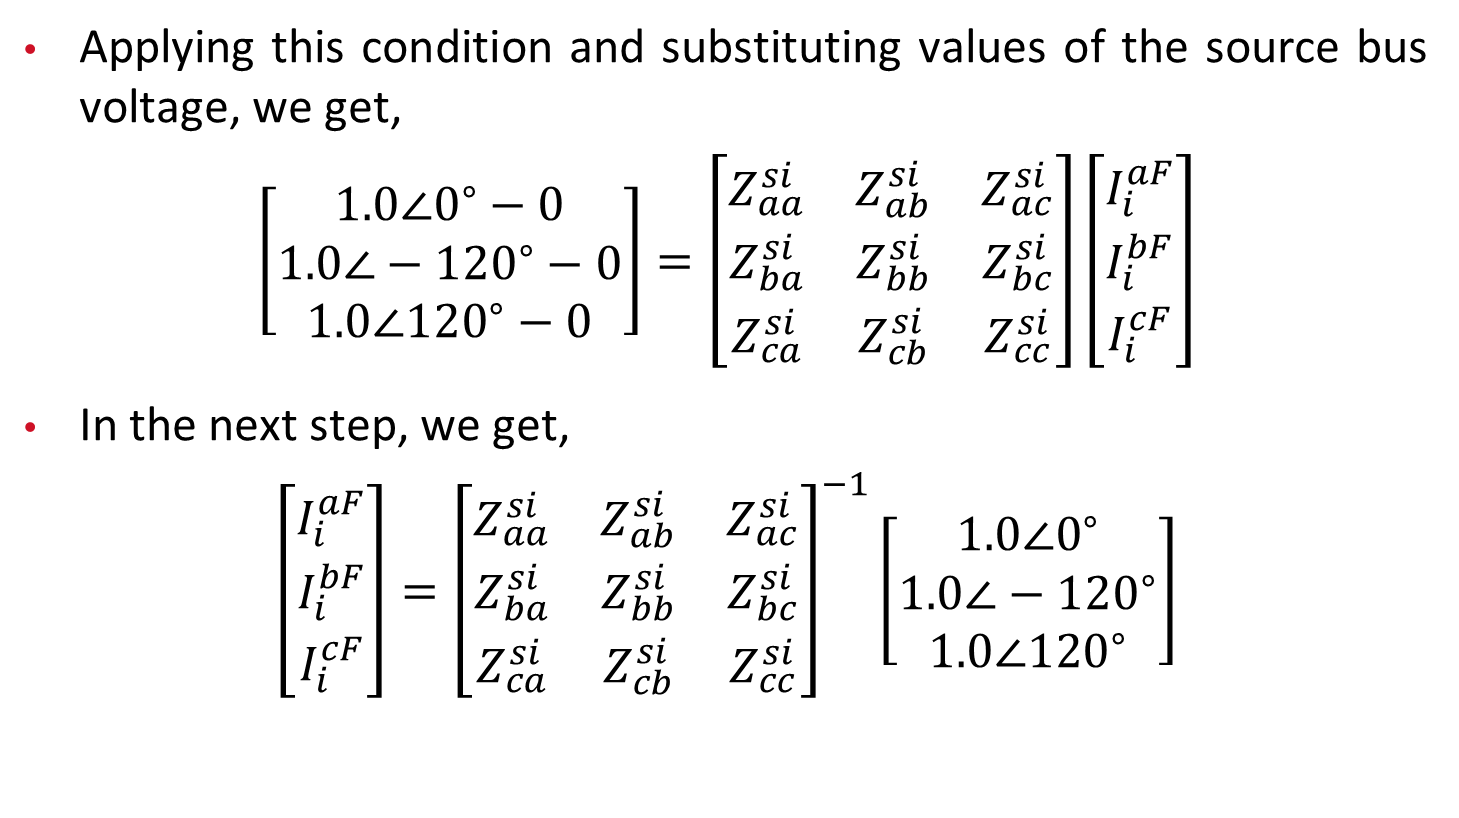 • Applying this condition and substituting values of the source bus
voltage, we get,
[1.0∠0° − 0; 1.0∠ − 120° − 0; 1.0∠120° − 0] = [Z_aa^si Z_ab^si Z_ac^si; Z_ba^si Z_bb^si Z_bc^si; Z_ca^si Z_cb^si Z_cc^si] [I_i^aF; I_i^bF; I_i^cF]
• In the next step, we get,
[I_i^aF; I_i^bF; I_i^cF] = [Z_aa^si Z_ab^si Z_ac^si; Z_ba^si Z_bb^si Z_bc^si; Z_ca^si Z_cb^si Z_cc^si]^−1 [1.0∠0°; 1.0∠ − 120°; 1.0∠120°]